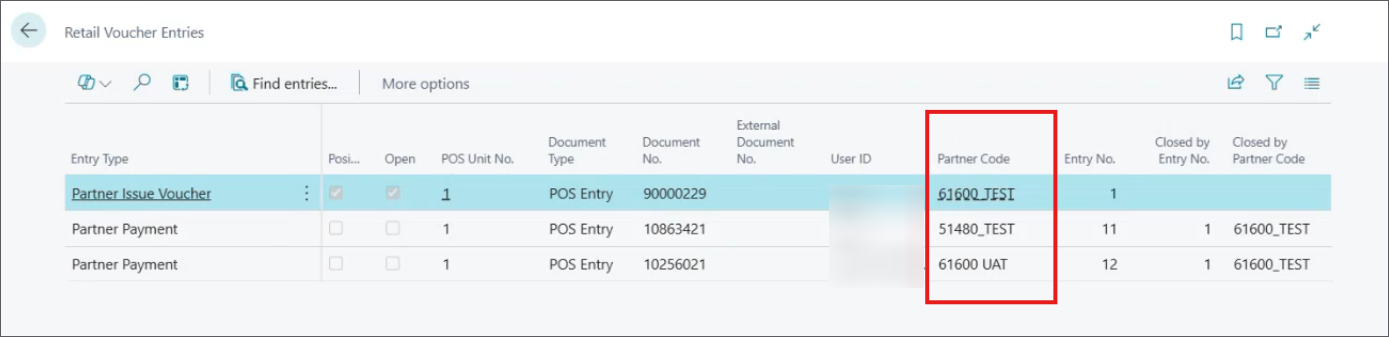 Retail Voucher Entries
Find entries... More options
Entry Type Posi... Open POS Unit No. Document Type Document No. External Document No. User ID Partner Code Entry No. Closed by Entry No. Closed by Partner Code
Partner Issue Voucher 1 POS Entry 90000229 61600_TEST 1
Partner Payment 1 POS Entry 10863421 51480_TEST 11 1 61600_TEST
Partner Payment 1 POS Entry 10256021 61600 UAT 12 1 61600_TEST